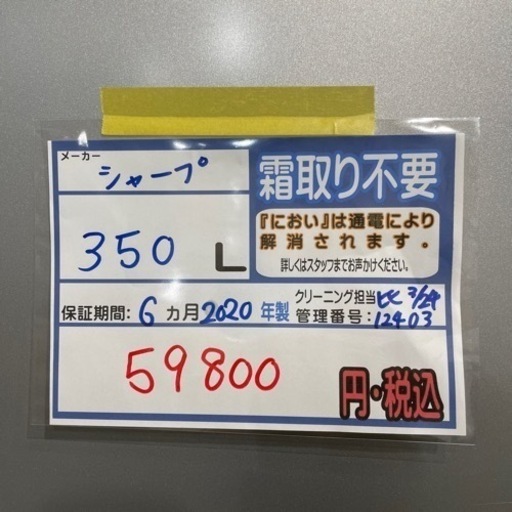 メーカー
シャープ
350 L
霜取り不要
『におい』は通電により
解消されます。
詳しくはスタッフまでお声かけください。
保証期間: 6 カ月 2020 年製
クリーニング担当 3/24
管理番号: 12403
59800 円・税込